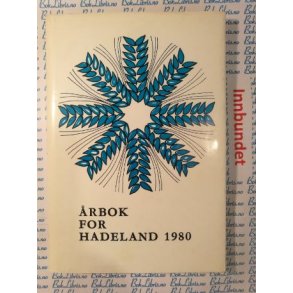 ÅRBOK
FOR
HADELAND 1980
Innbundet